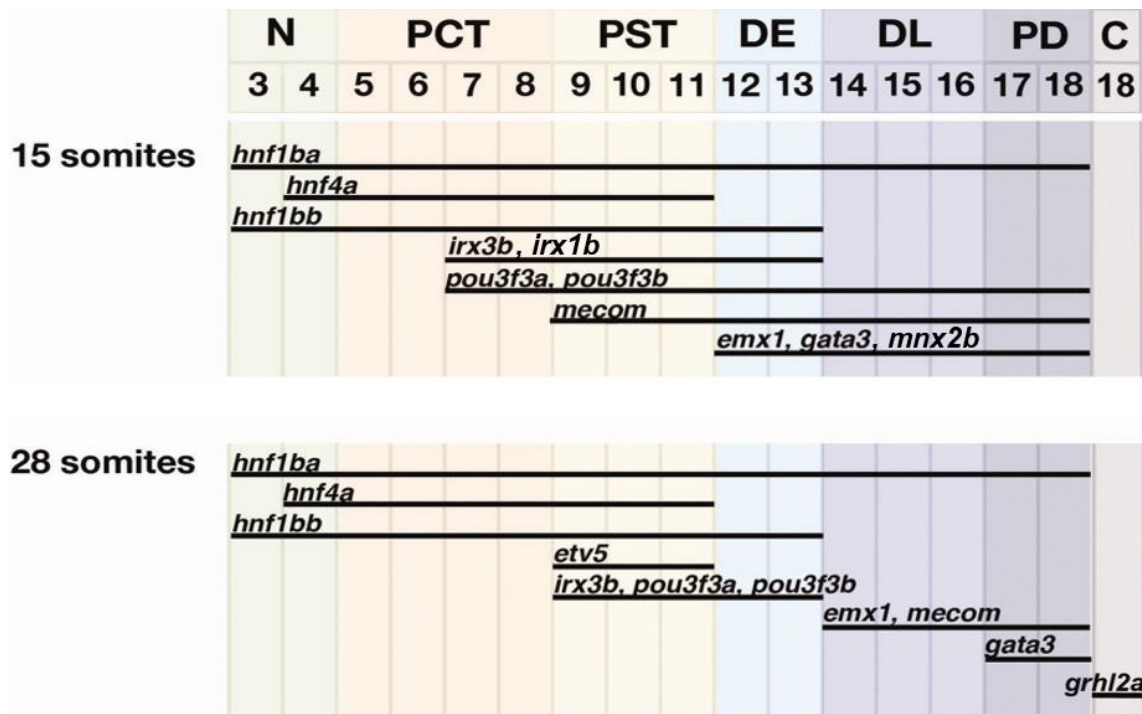 N PCT PST DE DL PD C
3 4 5 6 7 8 9 10 11 12 13 14 15 16 17 18 18
15 somites
hnf1ba
hnf4a
hnf1bb
irx3b, irx1b
pou3f3a, pou3f3b
mecom
emx1, gata3, mnx2b
28 somites
hnf1ba
hnf4a
hnf1bb
etv5
irx3b, pou3f3a, pou3f3b
emx1, mecom
gata3
grhl2a